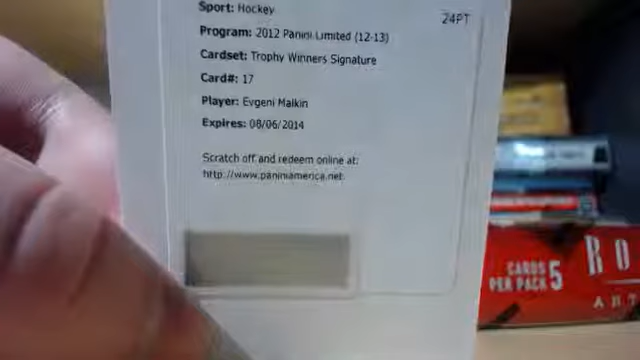 Sport: Hockey
24PT
Program: 2012 Panini Limited (12-13)
Cardset: Trophy Winners Signature
Card#: 17
Player: Evgeni Malkin
Expires: 08/06/2014
Scratch off and redeem online at:
http://www.paniniamerica.net
CARDS
PER PACK 5